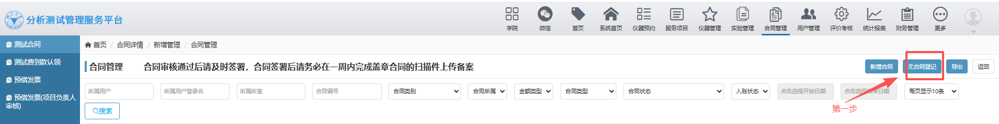 分析测试管理服务平台
学院 微信 首页 系统首页 仪器预约 服务项目 仪器管理 实验管理 合同管理 用户管理 评价考核 统计报表 财务管理 更多
测试合同
测试费到款认领
预借发票
预借发票(项目负责人
审核)
首页 / 合同详情 / 新增管理 / 合同管理
合同管理 合同审核通过后请及时签署，合同签署后请务必在一周内完成盖章合同的扫描件上传备案
新增合同 无合同登记 导出 返回
所属用户 所属用户登录名 所属所室 合同编号 合同类别 合同所属 金额类型 合同类型 合同状态 入账状态 点击选择开始日期 点击选择结束日期 每页显示10条
搜索
第一步